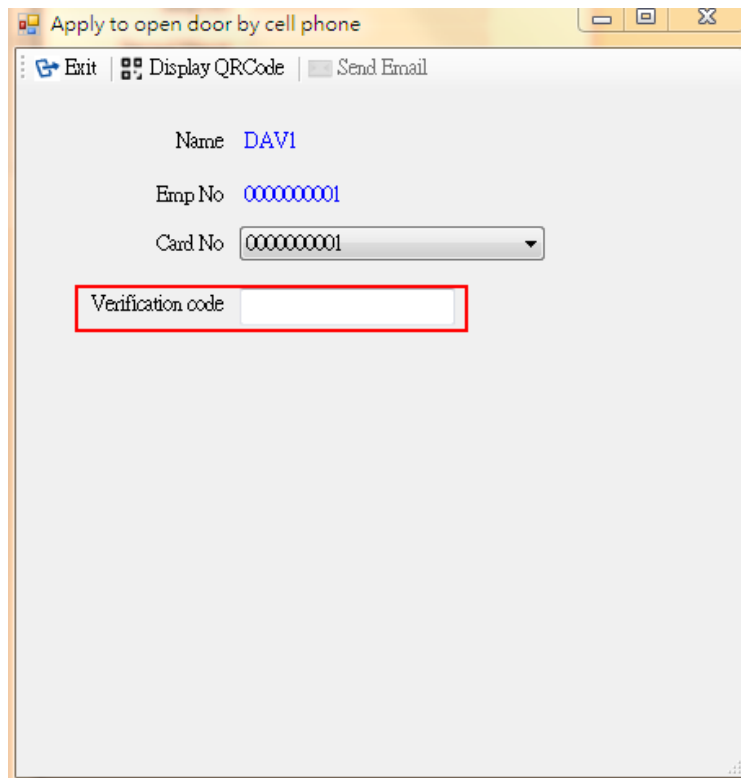 Apply to open door by cell phone
Exit Display QRCode Send Email
Name DAV1
Emp No 0000000001
Card No 0000000001
Verification code